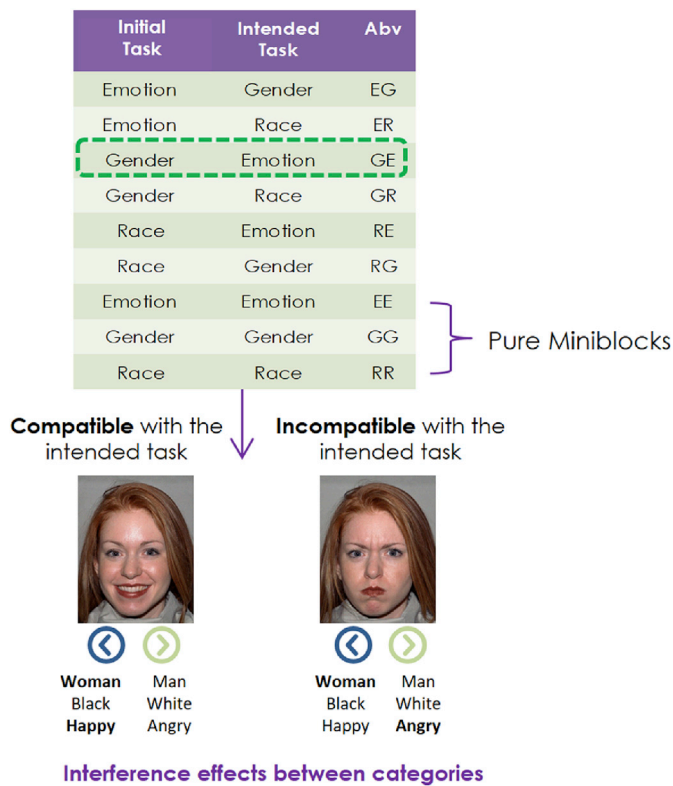 Initial Task Intended Task Abv
Emotion Gender EG
Emotion Race ER
Gender Emotion GE
Gender Race GR
Race Emotion RE
Race Gender RG
Emotion Emotion EE
Gender Gender GG
Race Race RR
Pure Miniblocks
Compatible with the
intended task
Incompatible with the
intended task
Woman Man
Black White
Happy Angry
Woman Man
Black White
Happy Angry
Interference effects between categories